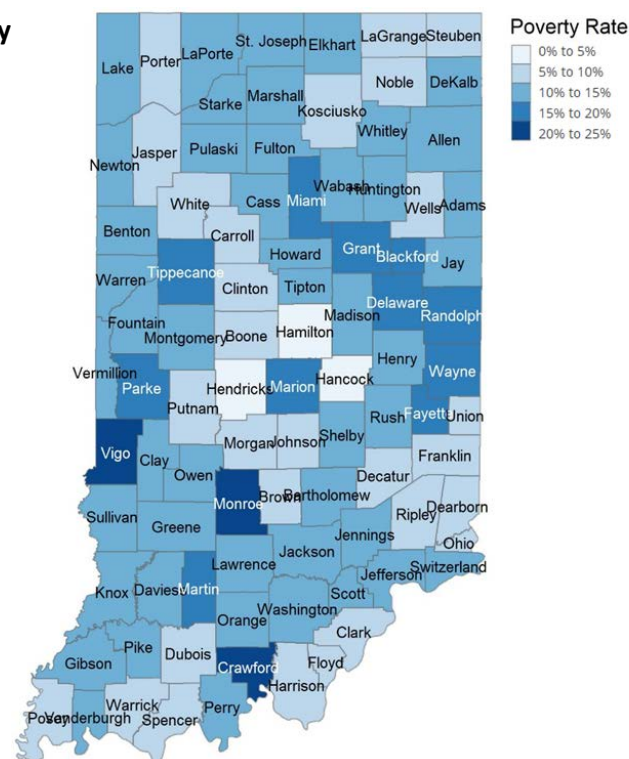 y
Poverty Rate
0% to 5%
5% to 10%
10% to 15%
15% to 20%
20% to 25%
Lake
Porter
LaPorte
St. Joseph
Elkhart
LaGrange
Steuben
Noble
DeKalb
Starke
Marshall
Kosciusko
Whitley
Allen
Newton
Jasper
Pulaski
Fulton
Wabash
Huntington
Miami
Cass
White
Wells
Adams
Benton
Carroll
Grant
Blackford
Jay
Howard
Tippecanoe
Warren
Clinton
Tipton
Delaware
Randolph
Madison
Fountain
Montgomery
Boone
Hamilton
Henry
Wayne
Vermillion
Parke
Hendricks
Marion
Hancock
Putnam
Rush
Fayette
Union
Shelby
Morgan
Johnson
Franklin
Vigo
Clay
Owen
Decatur
Monroe
Brown
Bartholomew
Ripley
Dearborn
Sullivan
Greene
Jennings
Ohio
Jackson
Lawrence
Switzerland
Jefferson
Knox
Daviess
Martin
Scott
Washington
Orange
Clark
Pike
Dubois
Gibson
Crawford
Floyd
Harrison
Perry
Warrick
Spencer
Posey
Vanderburgh